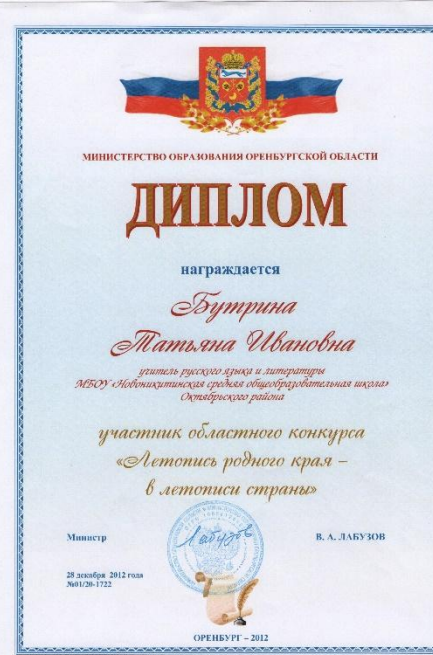 МИНИСТЕРСТВО ОБРАЗОВАНИЯ ОРЕНБУРГСКОЙ ОБЛАСТИ
ДИПЛОМ
награждается
Бутрина
Татьяна Ивановна
учитель русского языка и литературы
МБОУ «Новоникитинская средняя общеобразовательная школа»
Октябрьского района
участник областного конкурса
«Летопись родного края –
в летописи страны»
Министр
В. А. ЛАБУЗОВ
28 декабря 2012 года
№01/20-1722
ОРЕНБУРГ – 2012